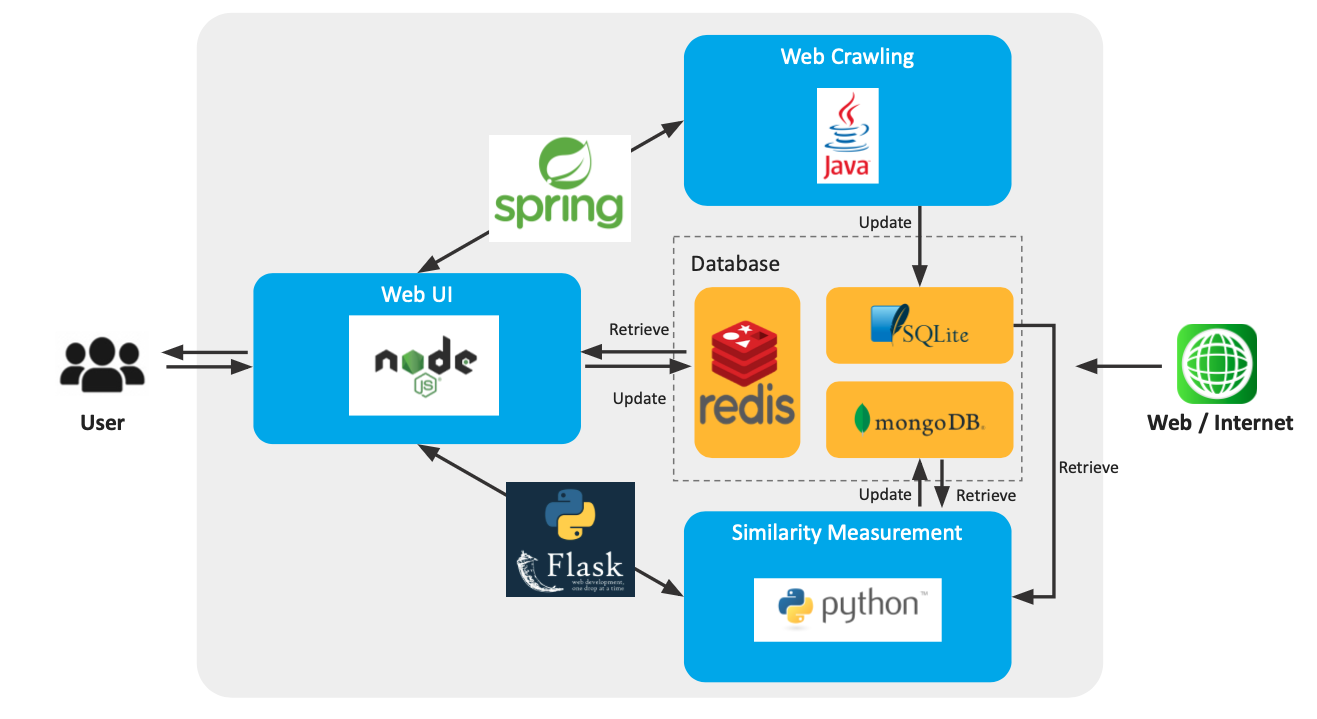 Web Crawling
Java
spring
Update
Database
Web UI
node
JS
Retrieve
Update
redis
SQLite
mongoDB
User
Web / Internet
Retrieve
Update
Retrieve
Flask
web development,
one drop at a time
Similarity Measurement
python™